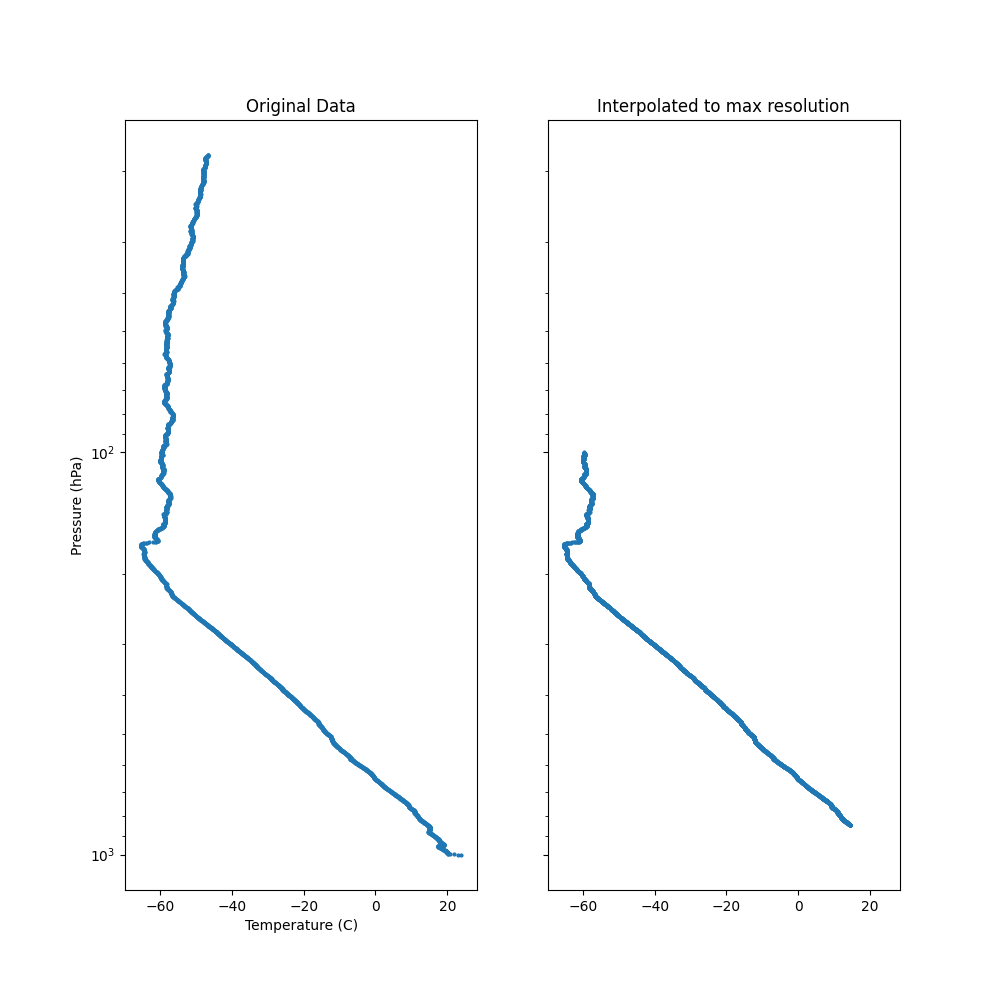 Original Data
Interpolated to max resolution
Pressure (hPa)
10²
10³
−60 −40 −20 0 20
Temperature (C)
−60 −40 −20 0 20